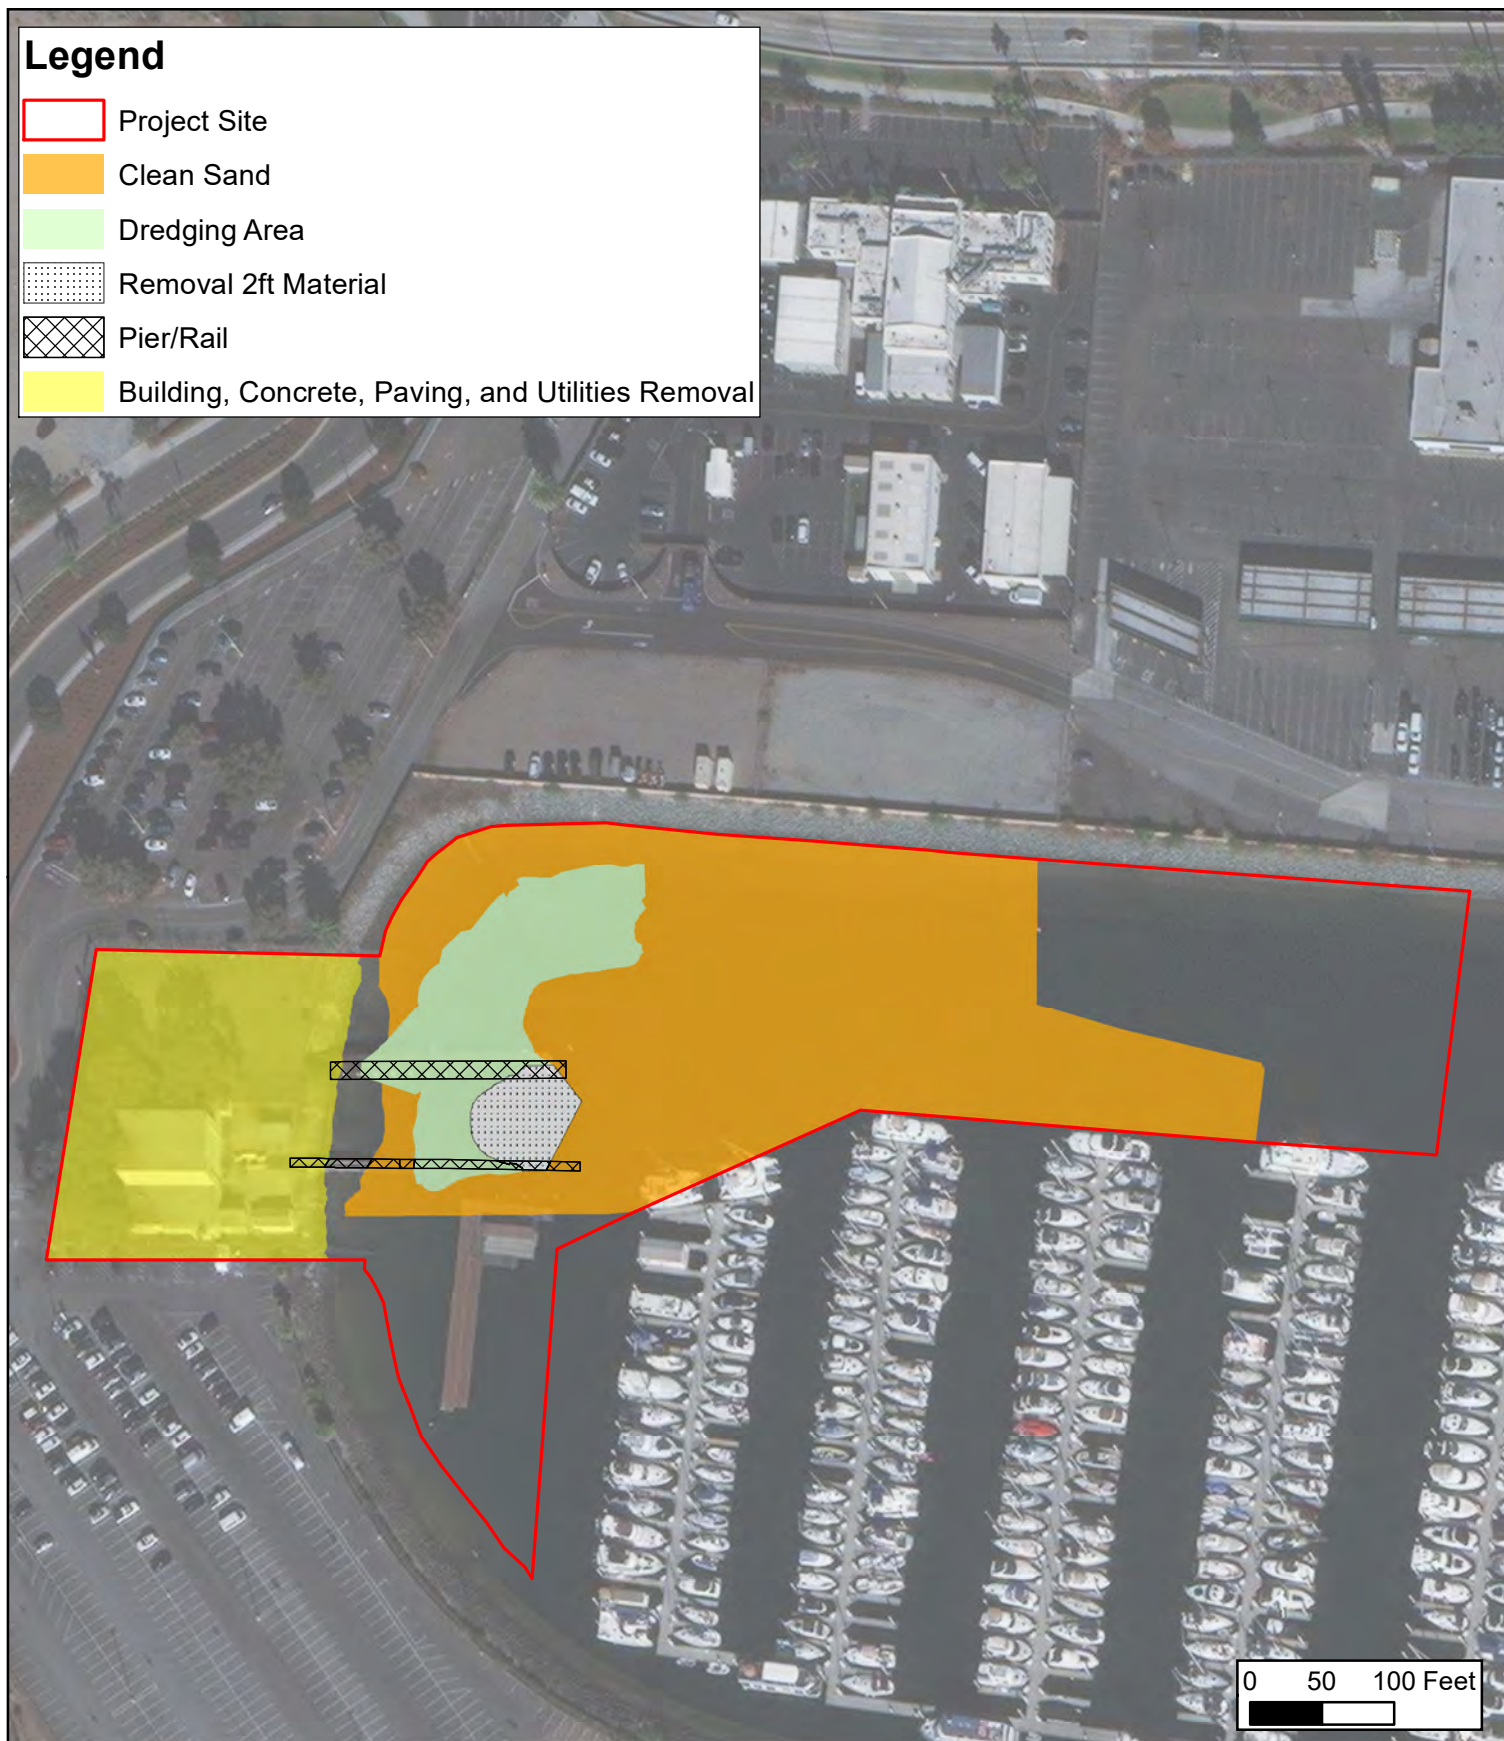 Legend
Project Site
Clean Sand
Dredging Area
Removal 2ft Material
Pier/Rail
Building, Concrete, Paving, and Utilities Removal
0 50 100 Feet